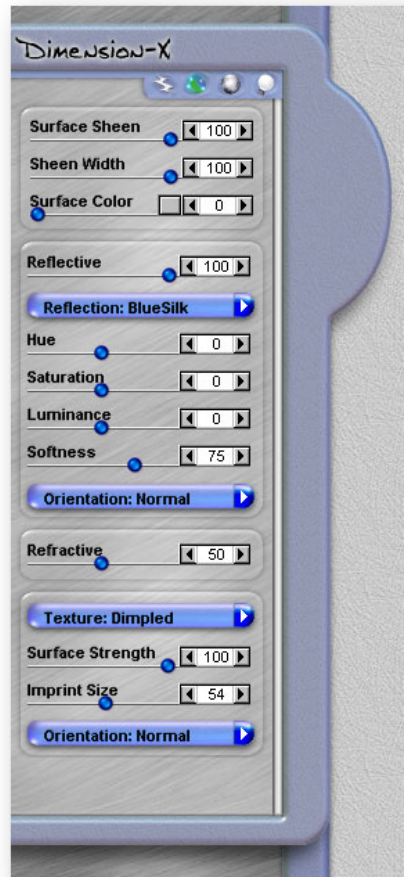 Dimension-X
Surface Sheen 100
Sheen Width 100
Surface Color 0
Reflective 100
Reflection: BlueSilk
Hue 0
Saturation 0
Luminance 0
Softness 75
Orientation: Normal
Refractive 50
Texture: Dimpled
Surface Strength 100
Imprint Size 54
Orientation: Normal